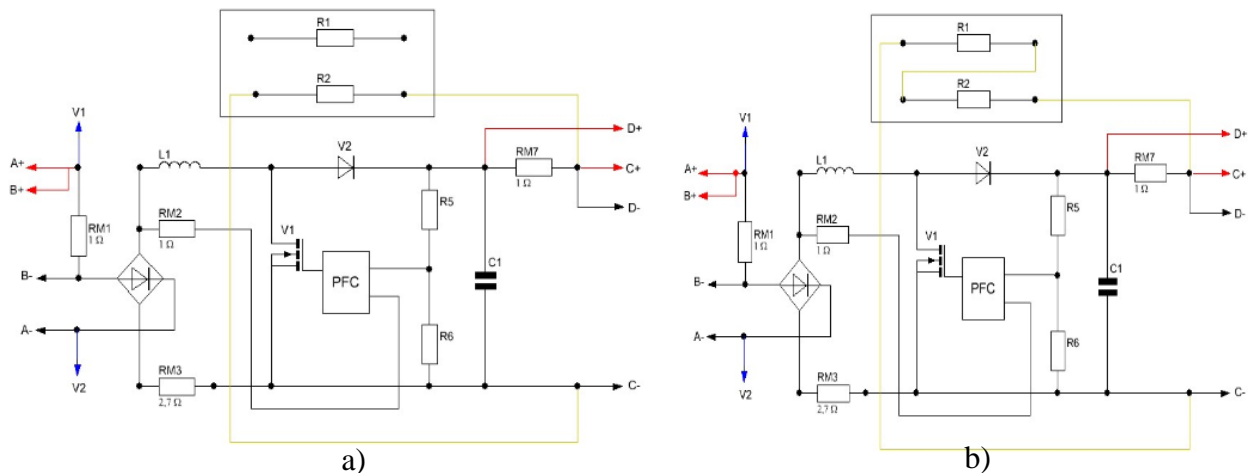 R1
R2
V1
D+
V2
L1
A+
RM7
C+
B+
1 Ω
R5
D-
RM2
RM1
1 Ω
1 Ω
V1
B-
PFC
C1
A-
R6
V2
RM3
C-
2,7 Ω
a)
R1
R2
V1
D+
V2
L1
A+
RM7
C+
B+
1 Ω
R5
D-
RM2
RM1
1 Ω
1 Ω
V1
B-
PFC
C1
A-
R6
V2
RM3
C-
2,7 Ω
b)